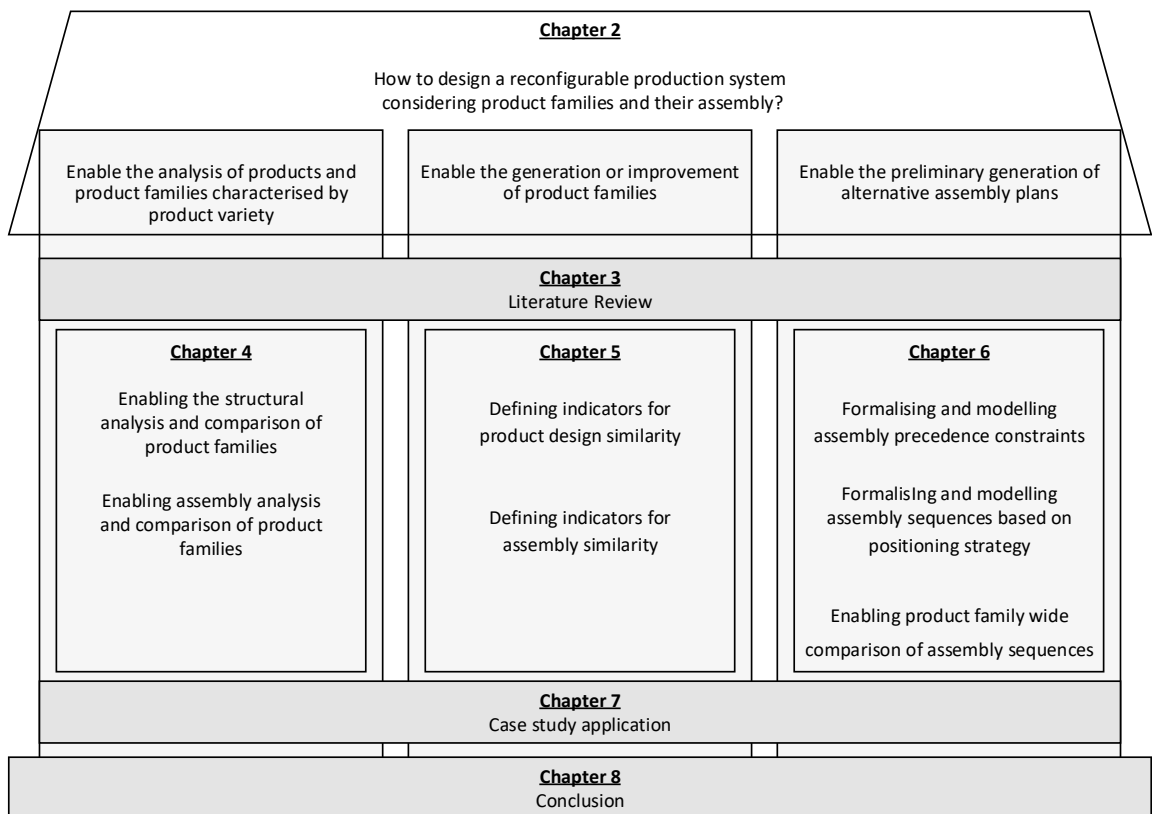 Chapter 2
How to design a reconfigurable production system
considering product families and their assembly?
Enable the analysis of products and
product families characterised by
product variety
Enable the generation or improvement
of product families
Enable the preliminary generation of
alternative assembly plans
Chapter 3
Literature Review
Chapter 4
Enabling the structural
analysis and comparison of
product families
Enabling assembly analysis
and comparison of product
families
Chapter 5
Defining indicators for
product design similarity
Defining indicators for
assembly similarity
Chapter 6
Formalising and modelling
assembly precedence constraints
FormalisIng and modelling
assembly sequences based on
positioning strategy
Enabling product family wide
comparison of assembly sequences
Chapter 7
Case study application
Chapter 8
Conclusion